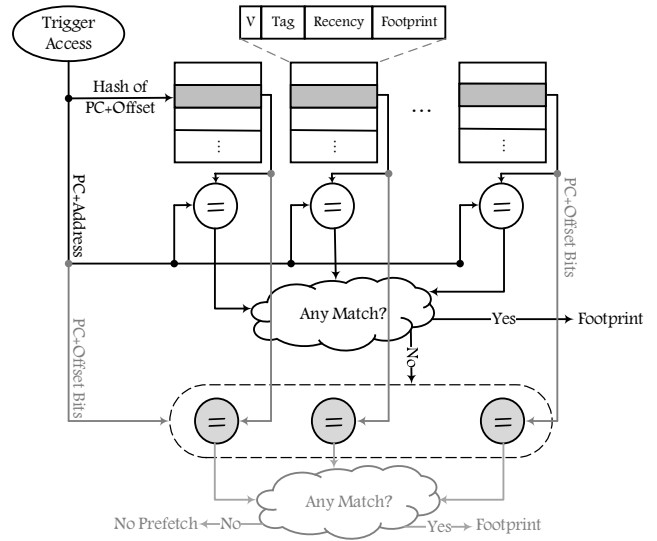 Trigger
Access
V Tag Recency Footprint
Hash of
PC+Offset
...
⋮ ⋮ ⋮
PC+Address
= = =
PC+Offset Bits
Any Match?
Yes
Footprint
No
PC+Offset Bits
= = =
Any Match?
No Prefetch
No
Yes
Footprint